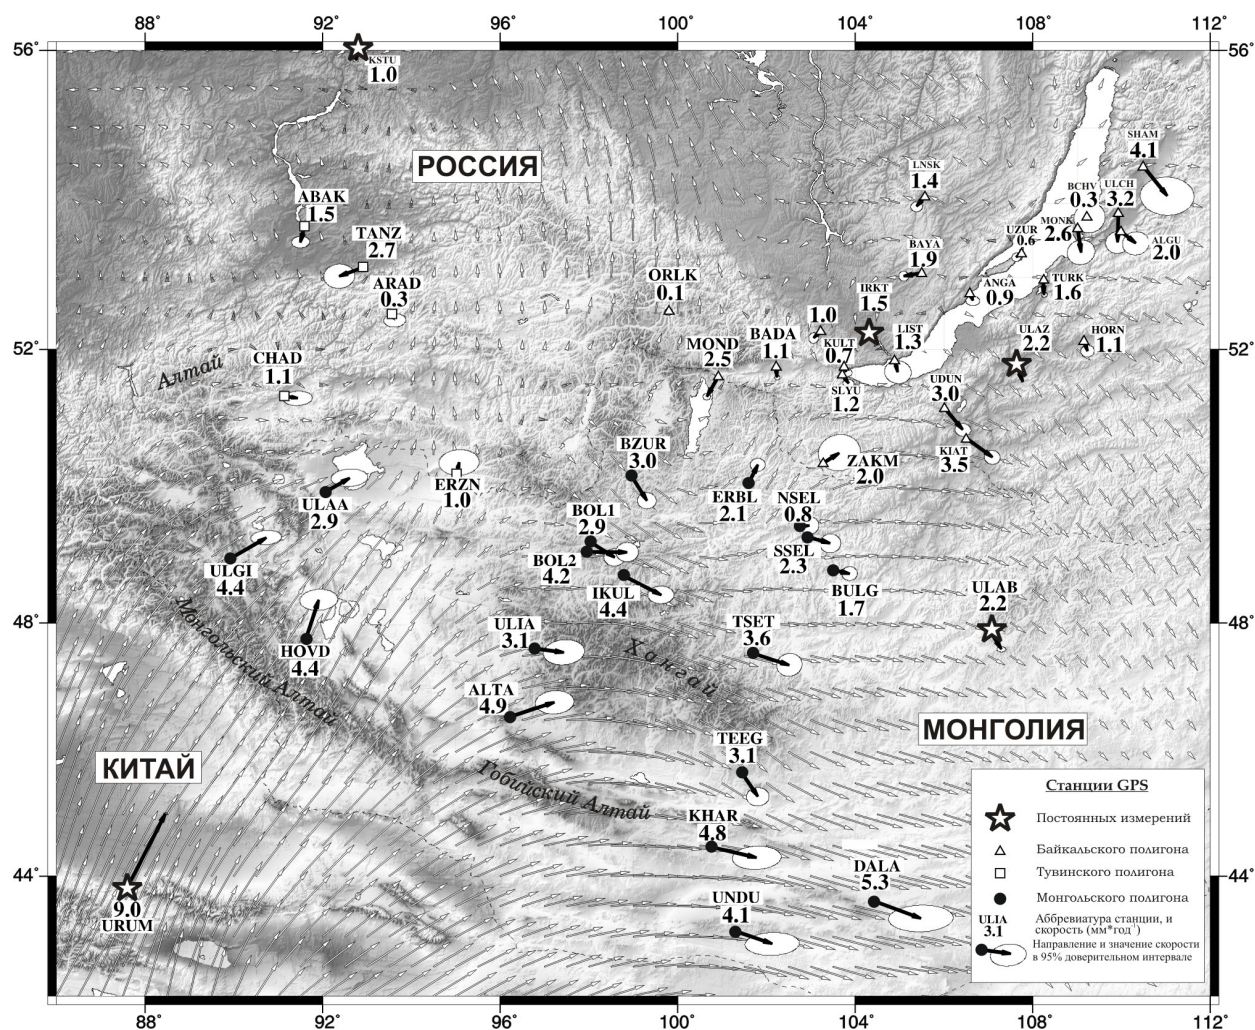 88° 92° 96° 100° 104° 108° 112°
56° 56°
KSTU
1.0
РОССИЯ
SHAM
4.1
LNSK
1.4
BCHV
0.3
ULCH
3.2
ABAK
1.5
MONK
2.6
UZUR
0.6
ALGU
2.0
TANZ
2.7
BAYA
1.9
ARAD
0.3
ORLK
0.1
IRKT
1.5
ANGA
0.9
TURK
1.6
1.0
LIST
1.3
ULAZ
2.2
HORN
1.1
52° 52°
CHAD
1.1
Алтай
MOND
2.5
BADA
1.1
KULT
0.7
SLYU
1.2
UDUN
3.0
KIAT
3.5
BZUR
3.0
ZAKM
2.0
ERZN
1.0
ULAA
2.9
ERBL
2.1
NSEL
0.8
BOL1
2.9
SSEL
2.3
BOL2
4.2
ULGI
4.4
IKUL
4.4
BULG
1.7
ULAB
2.2
48° 48°
Монгольский Алтай
HOVD
4.4
ULIA
3.1
Хангай
TSET
3.6
ALTA
4.9
МОНГОЛИЯ
TEEG
3.1
КИТАЙ
Гобийский Алтай
KHAR
4.8
DALA
5.3
44° 44°
9.0
URUM
UNDU
4.1
Станции GPS
Постоянных измерений
Байкальского полигона
Тувинского полигона
Монгольского полигона
ULIA
3.1
Аббревиатура станции, и
скорость (мм*год⁻¹)
Направление и значение скорости
в 95% доверительном интервале
88° 92° 96° 100° 104° 108° 112°